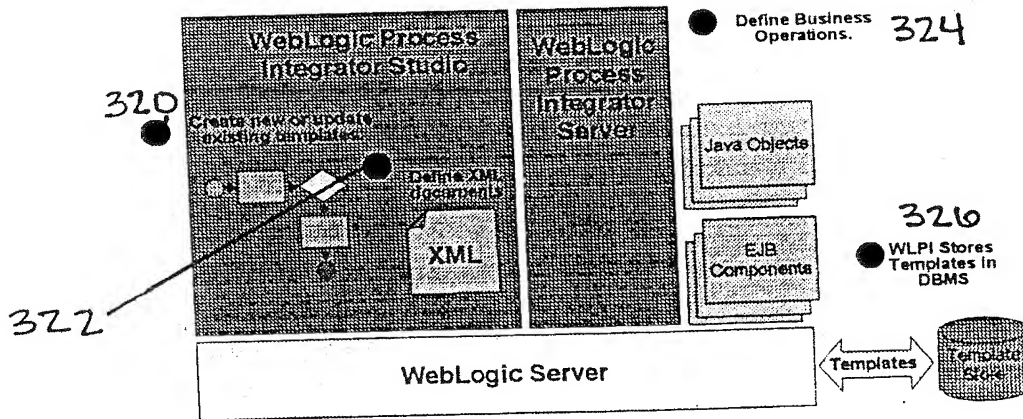 WebLogic Process
Integrator Studio
320
Create new or update
existing templates.
Define XML
documents
XML
322
WebLogic
Process
Integrator
Server
Define Business
Operations.
324
Java Objects
EJB
Components
326
WLPI Stores
Templates in
DBMS
WebLogic Server
Templates
Template
Store